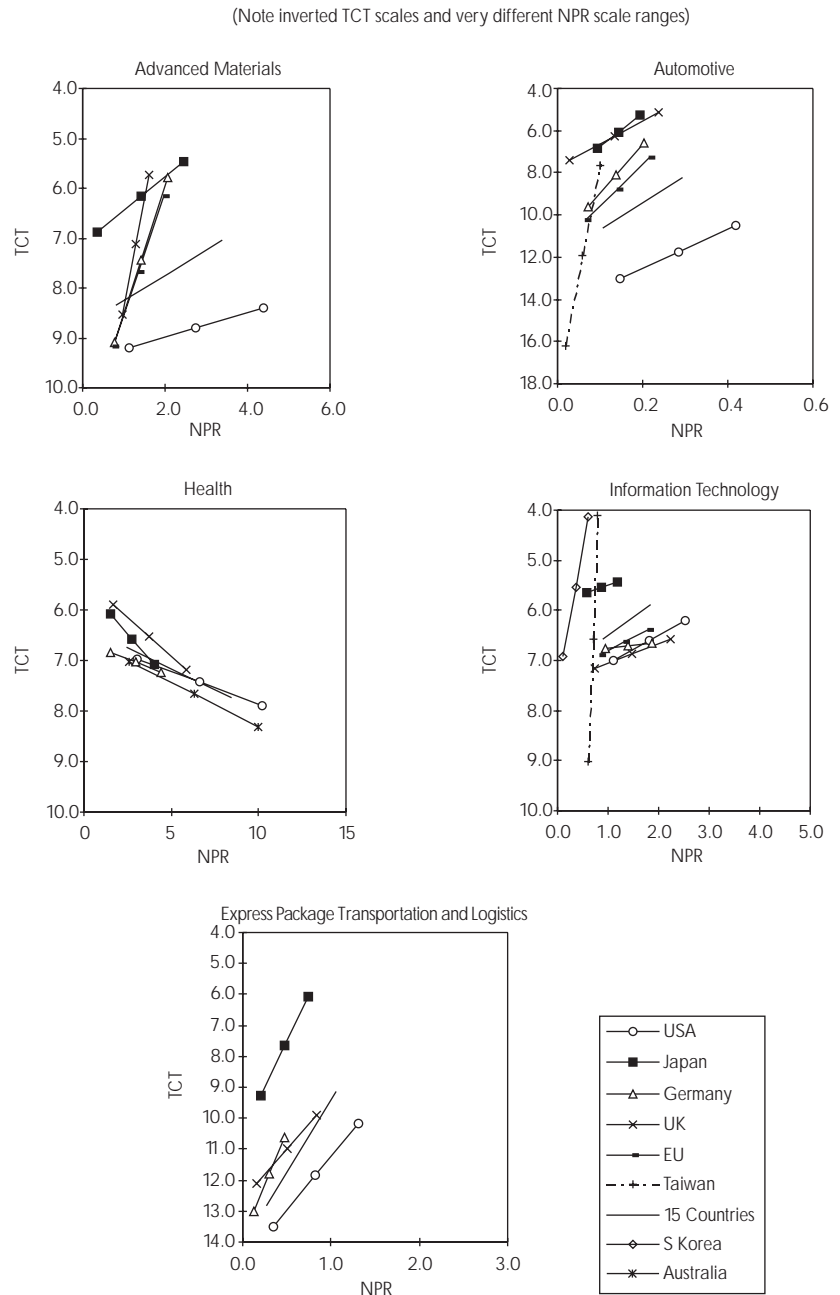 (Note inverted TCT scales and very different NPR scale ranges)
Advanced Materials
4.0
5.0
6.0
7.0
8.0
9.0
10.0
TCT
0.0 2.0 4.0 6.0
NPR
Automotive
4.0
6.0
8.0
10.0
12.0
14.0
16.0
18.0
TCT
0.0 0.2 0.4 0.6
NPR
Health
4.0
5.0
6.0
7.0
8.0
9.0
10.0
TCT
0 5 10 15
NPR
Information Technology
4.0
5.0
6.0
7.0
8.0
9.0
10.0
TCT
0.0 1.0 2.0 3.0 4.0 5.0
NPR
Express Package Transportation and Logistics
4.0
5.0
6.0
7.0
8.0
9.0
10.0
11.0
12.0
13.0
14.0
TCT
0.0 1.0 2.0 3.0
NPR
USA
Japan
Germany
UK
EU
Taiwan
15 Countries
S Korea
Australia